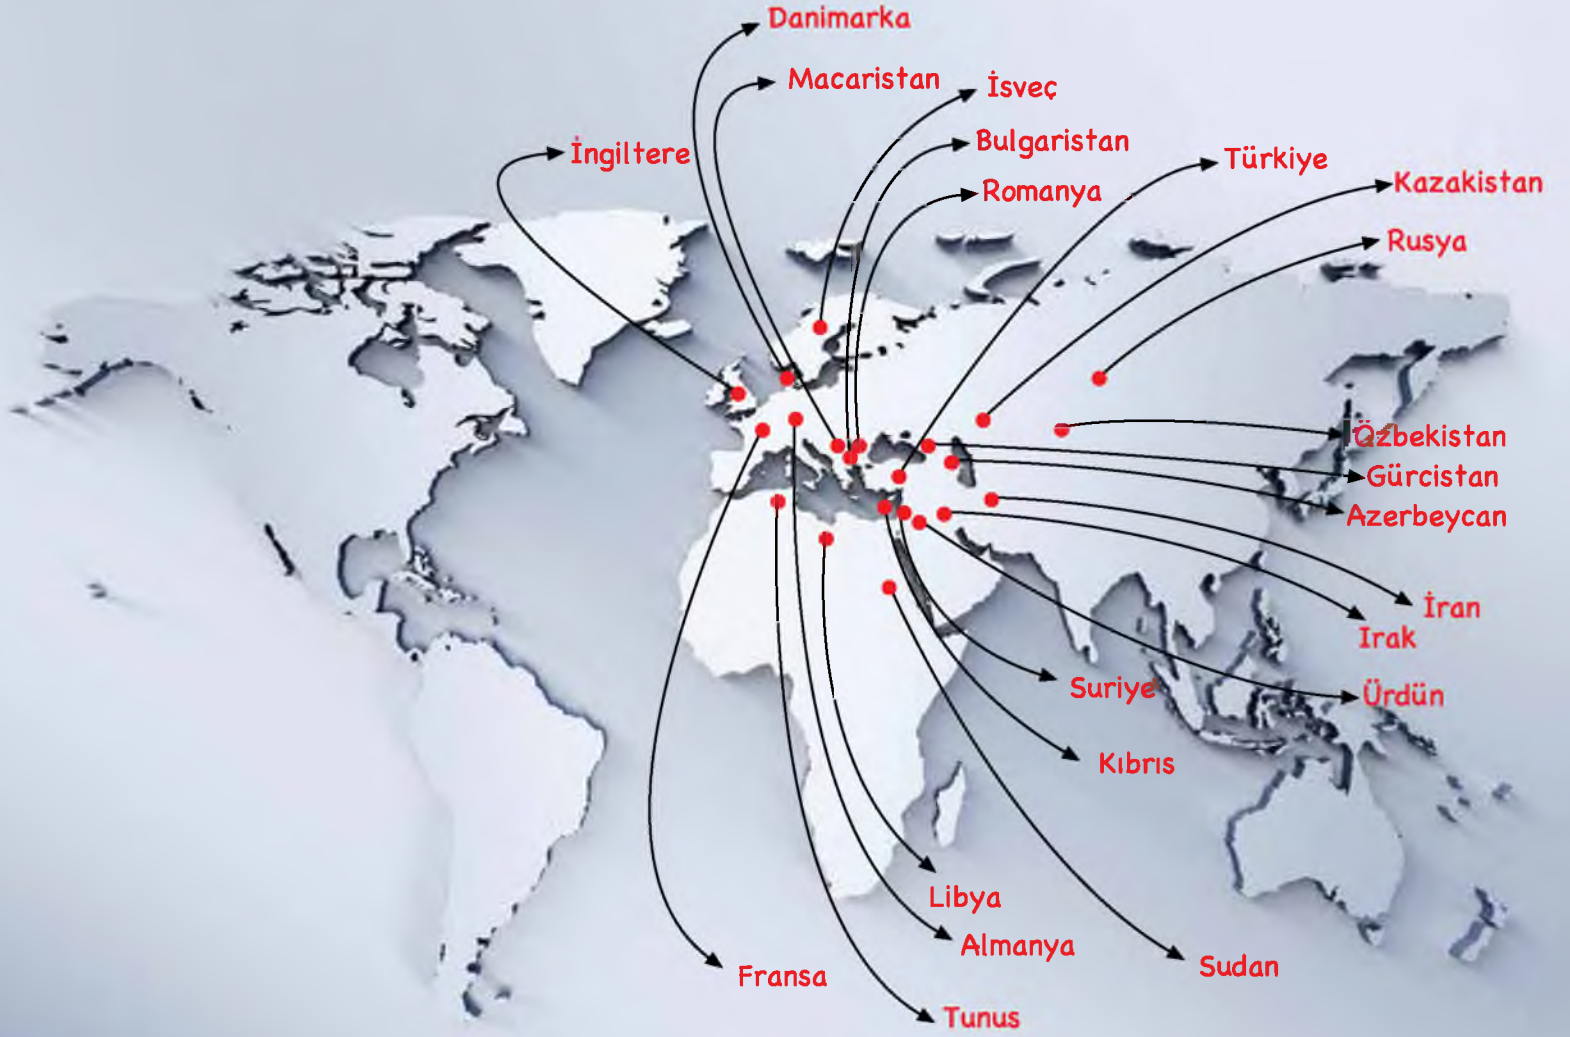 Danimarka
Macaristan
İsveç
Bulgaristan
İngiltere
Türkiye
Kazakistan
Romanya
Rusya
Özbekistan
Gürcistan
Azerbeycan
İran
Irak
Suriye
Ürdün
Kıbrıs
Libya
Almanya
Sudan
Fransa
Tunus